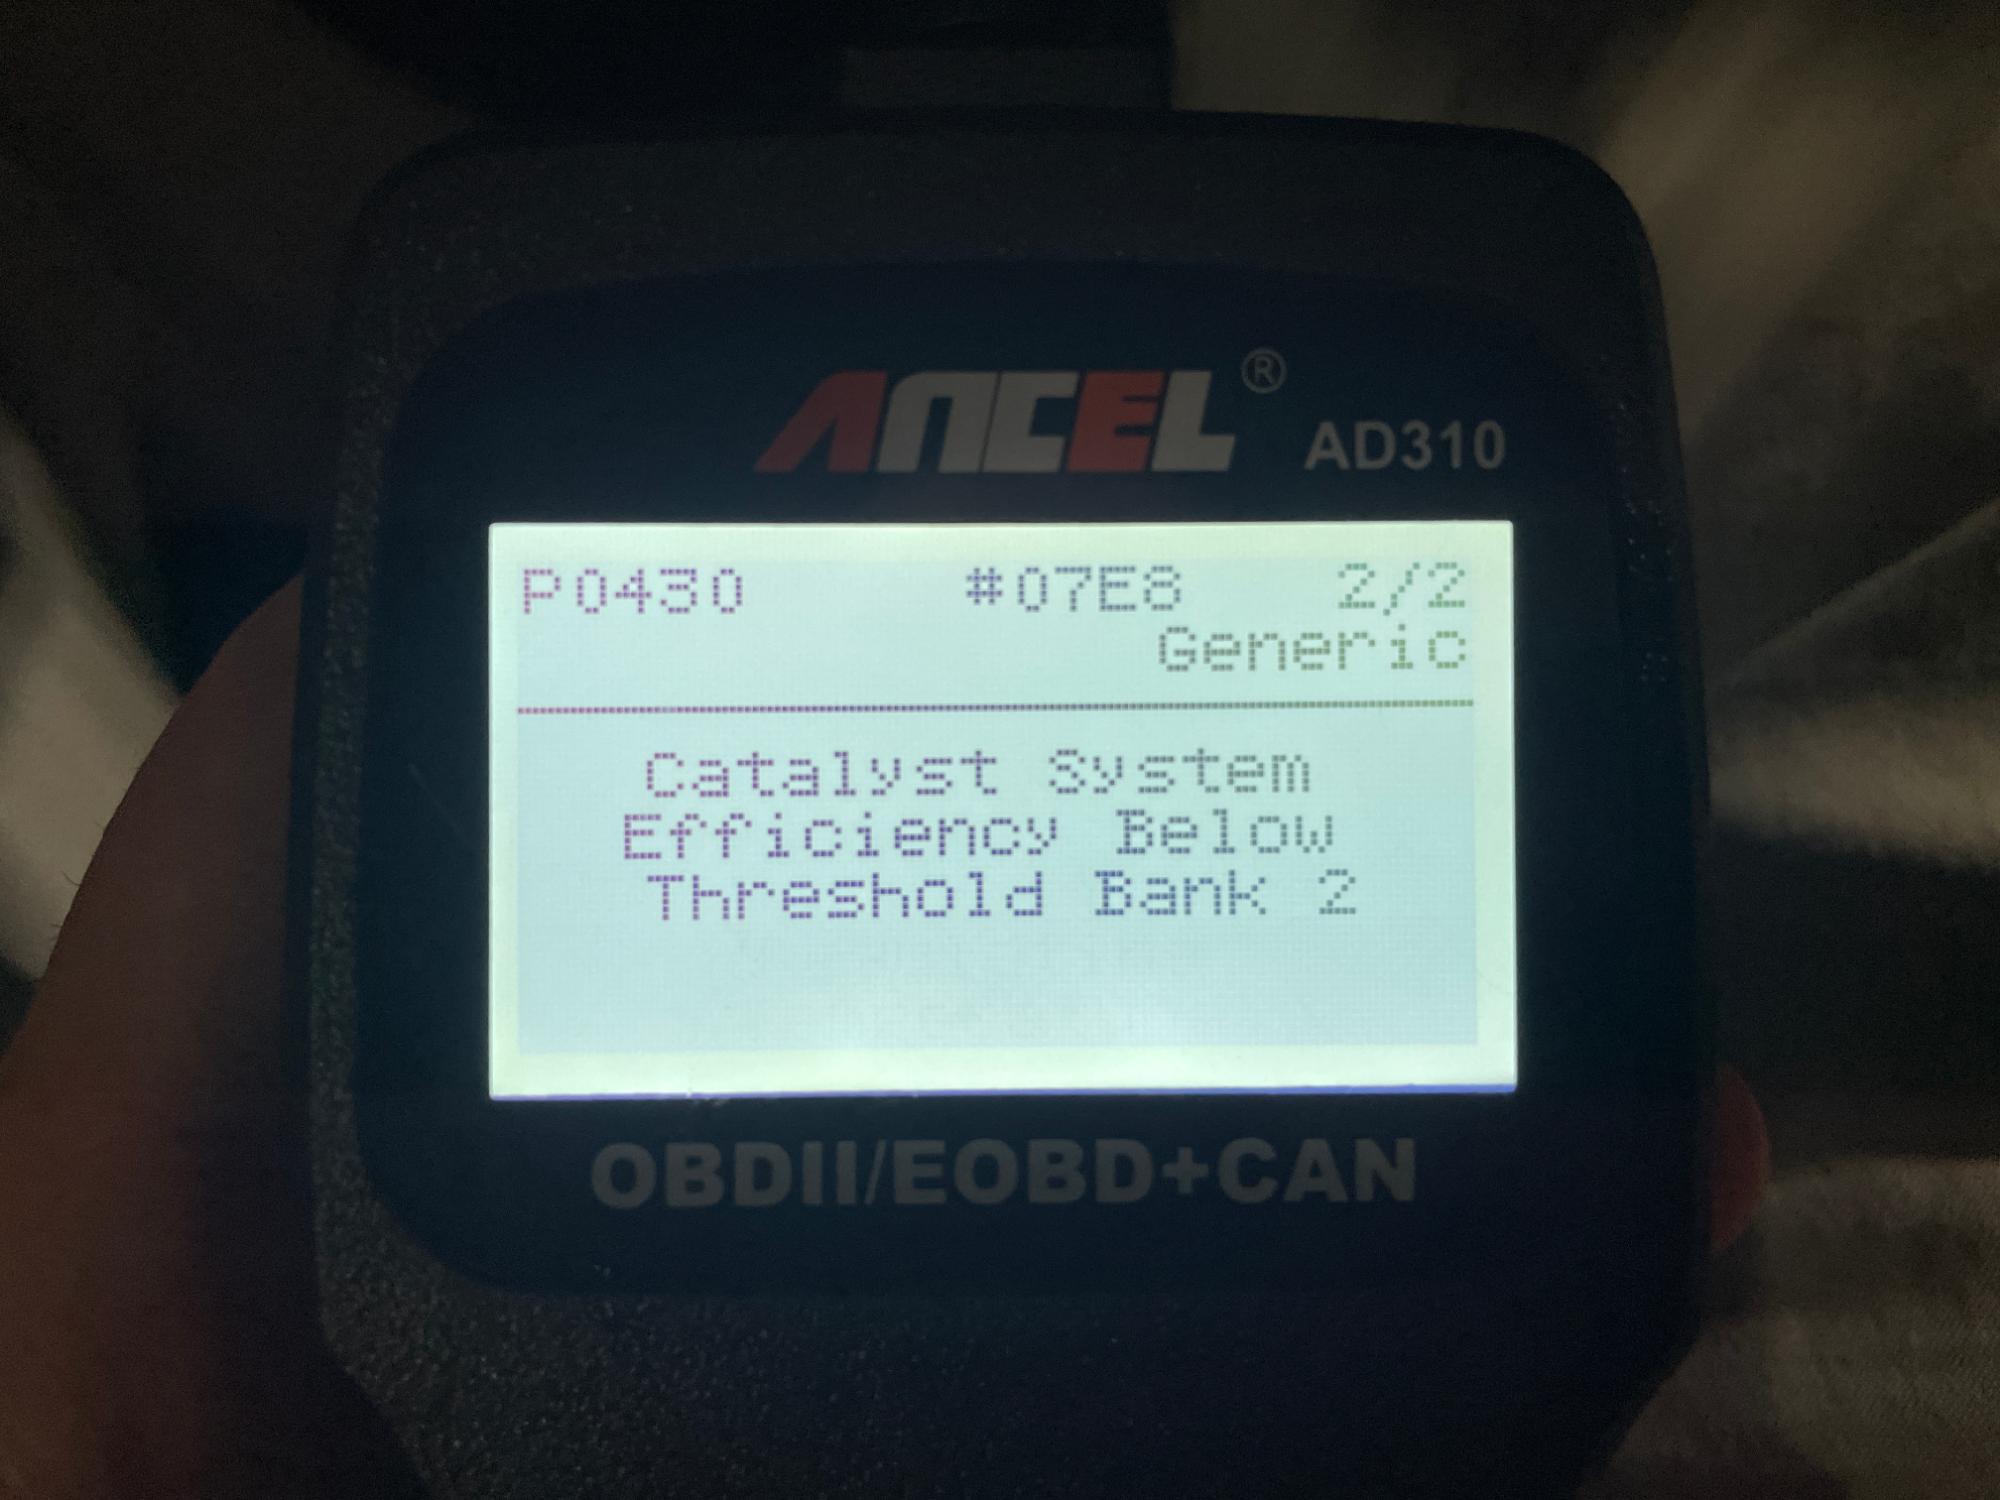 ANCEL® AD310
P0430 #07E8 2/2
Generic
Catalyst System
Efficiency Below
Threshold Bank 2
OBDII/EOBD+CAN